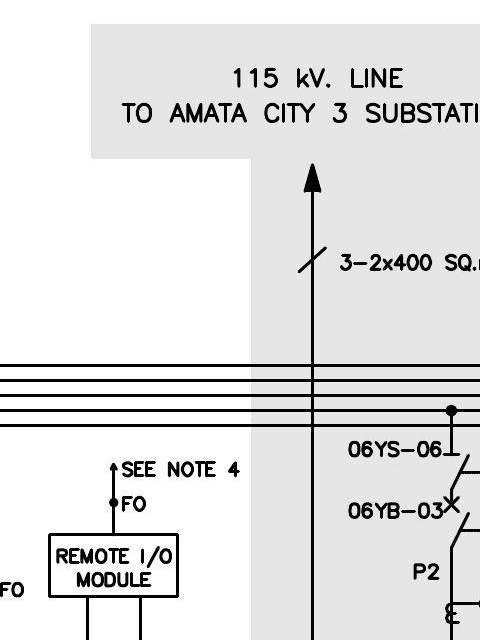 115 kV. LINE
TO AMATA CITY 3 SUBSTATI
3-2x400 SQ.
06YS-06
SEE NOTE 4
FO
06YB-03
REMOTE I/O
MODULE
P2
FO